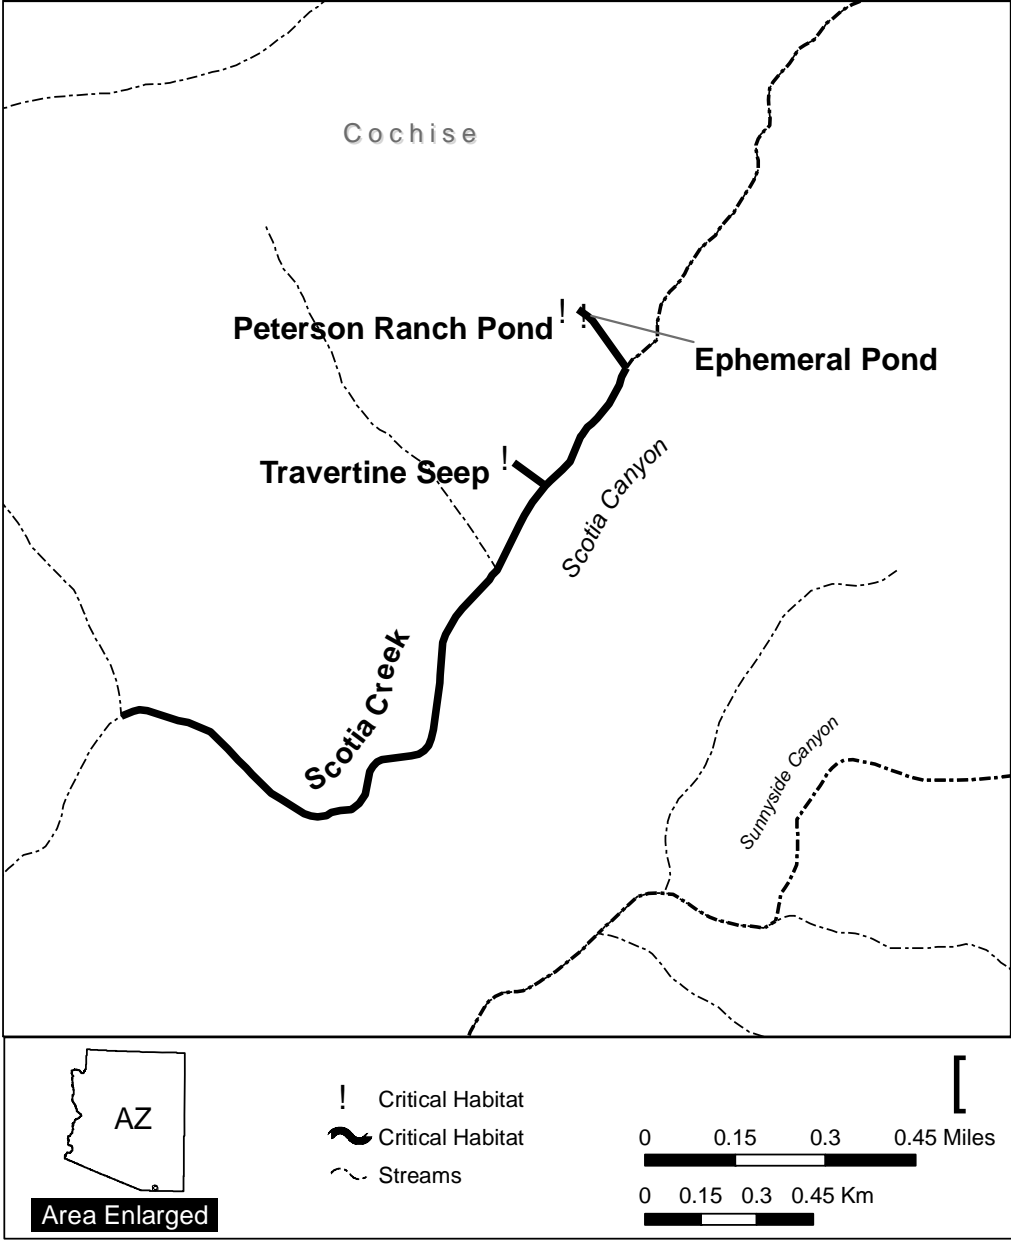 Cochise
!
!
Peterson Ranch Pond
Ephemeral Pond
!
Travertine Seep
Scotia Canyon
Scotia Creek
Sunnyside Canyon
AZ
Area Enlarged
! Critical Habitat
Critical Habitat
Streams
[
0 0.15 0.3 0.45 Miles
0 0.15 0.3 0.45 Km